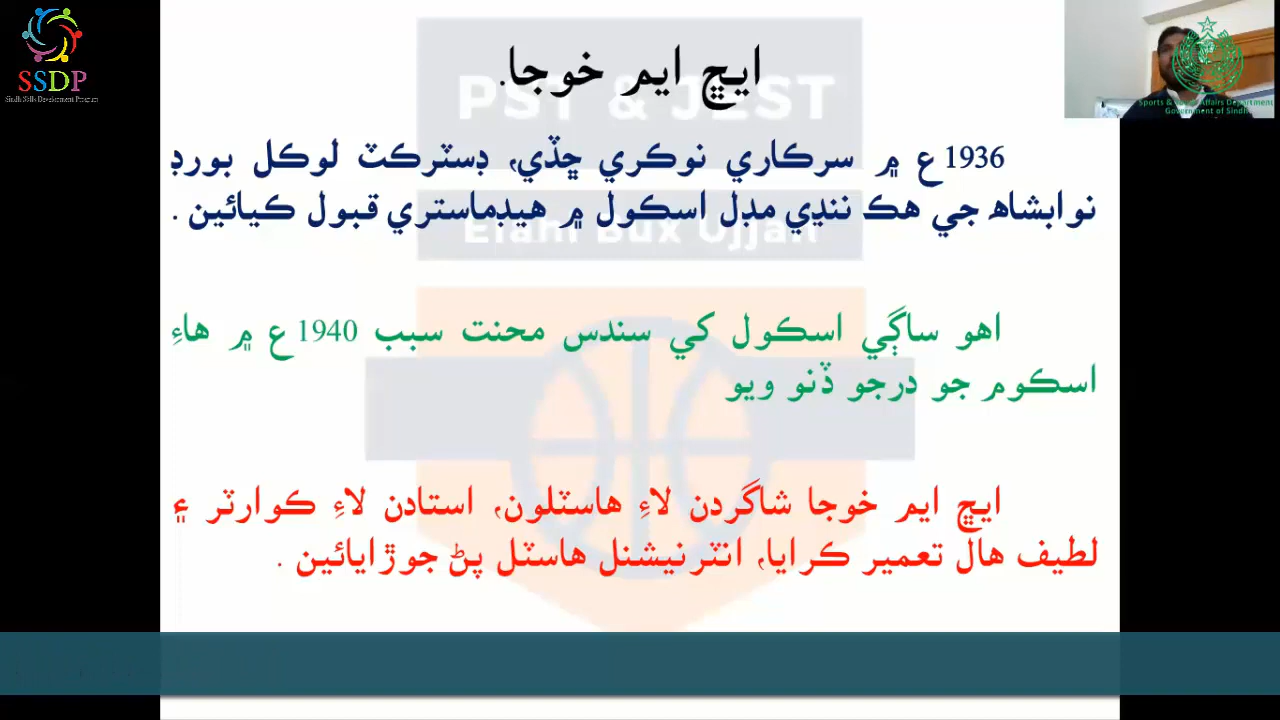 SSDP
Sindh Skills Development Program
Sports & Youth Affairs Department
Government of Sindh
PST & JEST
Elahi Bux Ujjan
ايڇ ايم خوجا.
1936ع ۾ سرڪاري نوڪري ڇڏي، ڊسٽرڪٽ لوڪل بورڊ
نوابشاهه جي هڪ ننڍي مڊل اسڪول ۾ هيڊماستري قبول ڪيائين .
اهو ساڳي اسڪول کي سندس محنت سبب 1940ع ۾ هاءِ
اسڪوم جو درجو ڏنو ويو
ايڇ ايم خوجا شاگردن لاءِ هاسٽلون، استادن لاءِ ڪوارٽر ۽
لطيف هال تعمير ڪرايا، انٽرنيشنل هاسٽل پڻ جوڙايائين .